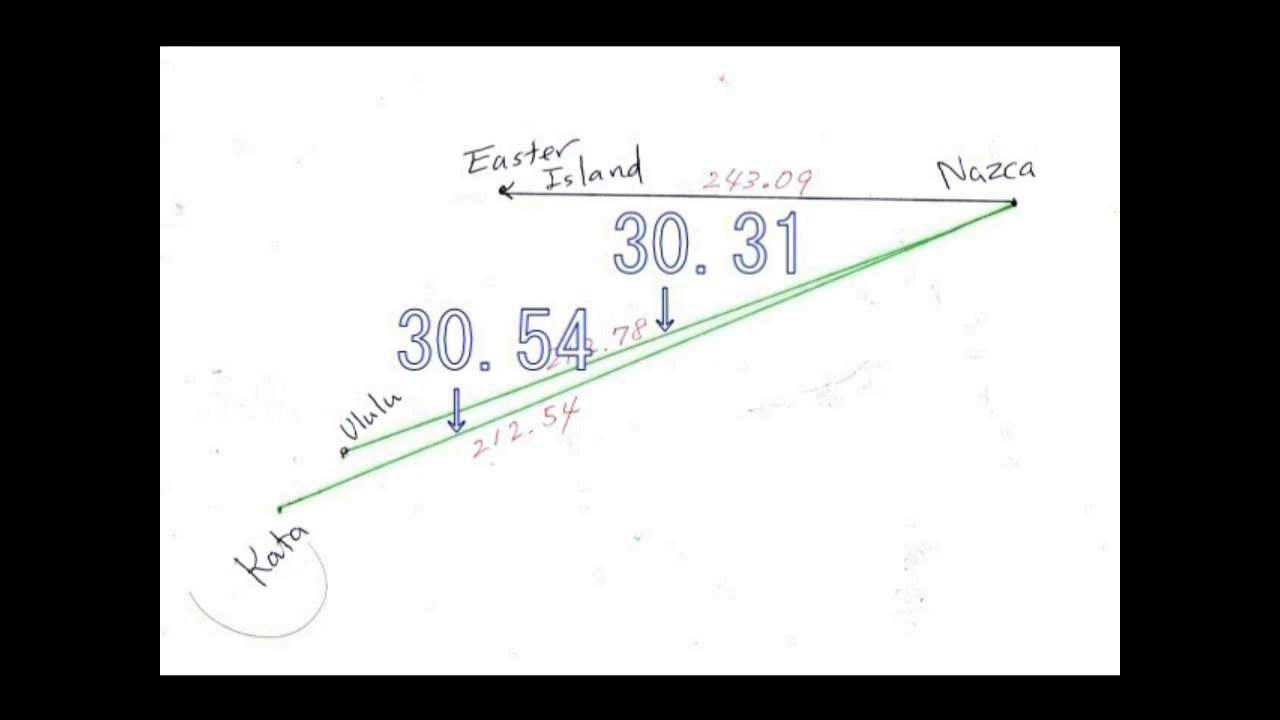 Easter
Island
243.09
Nazca
30.31
30.54
Ululu
212.54
Kata